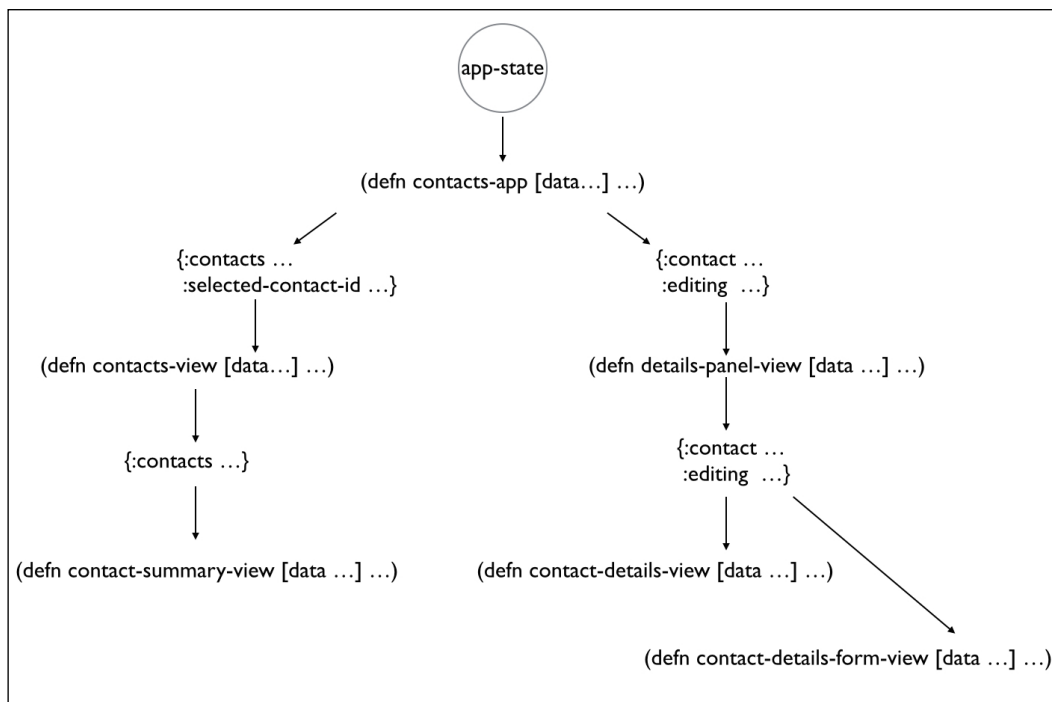 app-state
(defn contacts-app [data…] …)
{:contacts …
:selected-contact-id …}
{:contact …
:editing …}
(defn contacts-view [data…] …)
(defn details-panel-view [data …] …)
{:contacts …}
{:contact …
:editing …}
(defn contact-summary-view [data …] …)
(defn contact-details-view [data …] …)
(defn contact-details-form-view [data …] …)